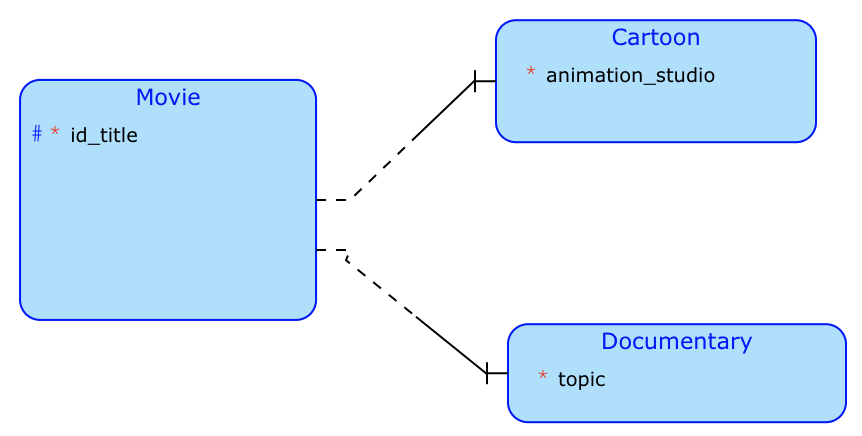 Movie
# * id_title
Cartoon
* animation_studio
Documentary
* topic